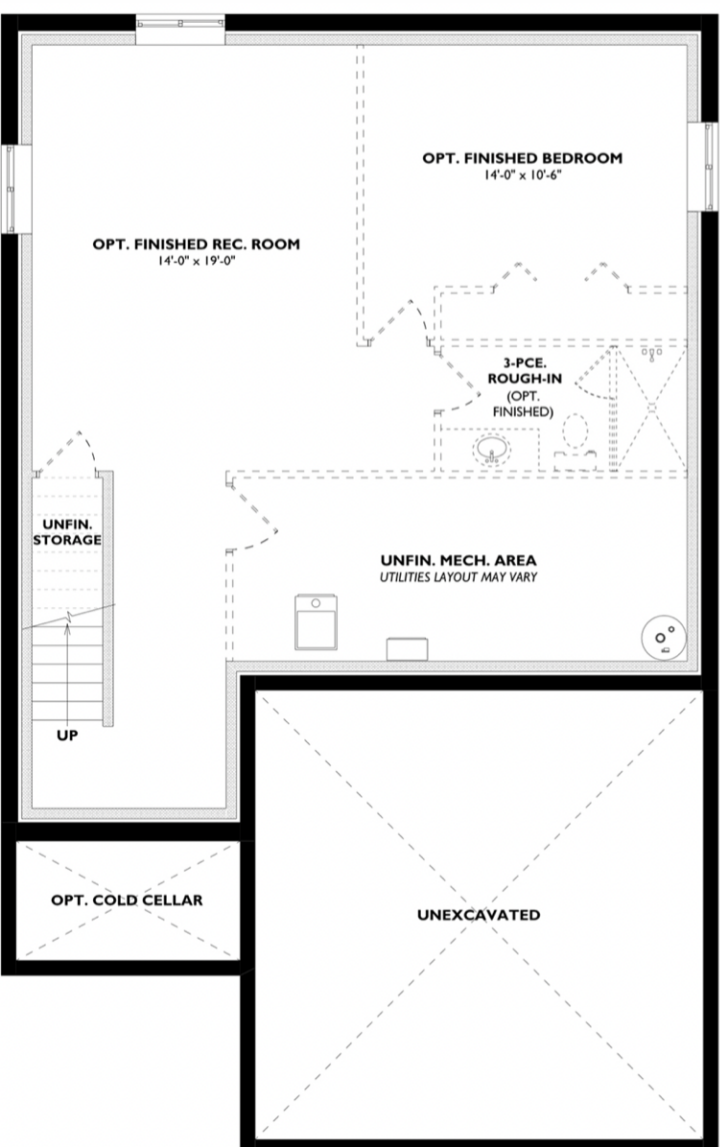 OPT. FINISHED BEDROOM
14'-0" x 10'-6"
OPT. FINISHED REC. ROOM
14'-0" x 19'-0"
3-PCE.
ROUGH-IN
(OPT.
FINISHED)
UNFIN.
STORAGE
UNFIN. MECH. AREA
UTILITIES LAYOUT MAY VARY
UP
OPT. COLD CELLAR
UNEXCAVATED